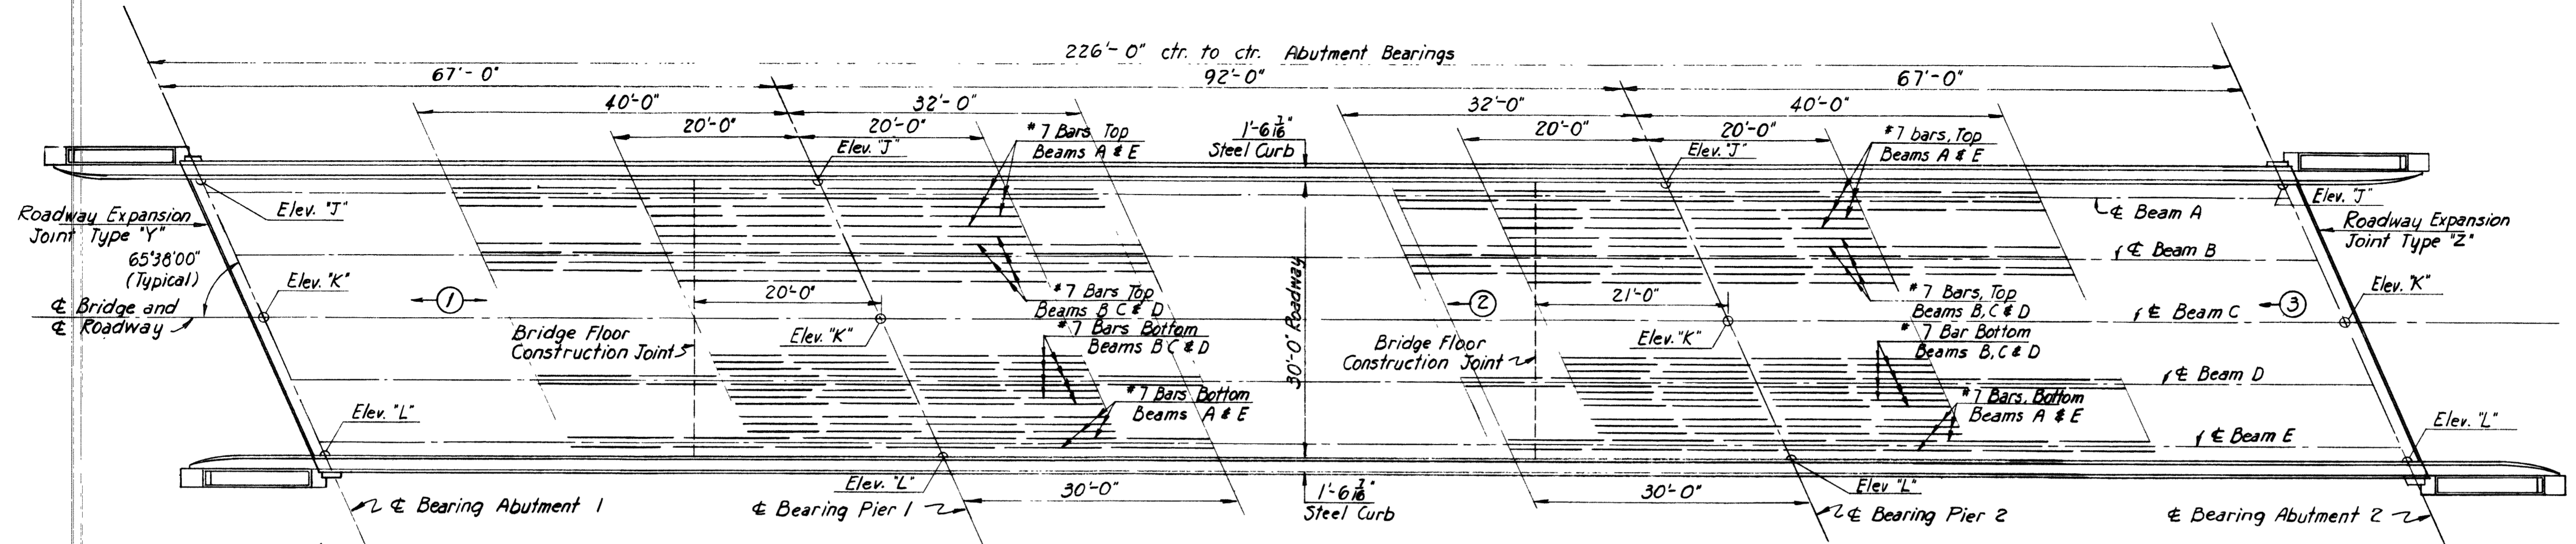 226'-0" ctr. to ctr. Abutment Bearings
67'-0"
92'-0"
67'-0"
40'-0"
32'-0"
32'-0"
40'-0"
20'-0"
20'-0"
20'-0"
20'-0"
#7 Bars, Top
Beams A & E
1'-6 3/16"
Steel Curb
#7 bars, Top
Beams A & E
Elev. "J"
Elev. "J"
Elev. "J"
Elev. "J"
Roadway Expansion
Joint Type "Y"
65°38'00"
(Typical)
℄ Bridge and
℄ Roadway
Elev. "K"
1
20'-0"
Elev. "K"
Bridge Floor
Construction Joint
#7 Bars Top
Beams B C & D
#7 Bars Bottom
Beams B C & D
#7 Bars Bottom
Beams A & E
30'-0" Roadway
2
21'-0"
Elev. "K"
Bridge Floor
Construction Joint
#7 Bars, Top
Beams B, C & D
#7 Bar Bottom
Beams B, C & D
#7 Bars, Bottom
Beams A & E
℄ Beam A
℄ Beam B
℄ Beam C
℄ Beam D
℄ Beam E
3
Roadway Expansion
Joint Type "Z"
Elev. "K"
Elev. "L"
Elev. "L"
Elev. "L"
Elev "L"
30'-0"
1'-6 3/16"
Steel Curb
30'-0"
℄ Bearing Abutment 1
℄ Bearing Pier 1
℄ Bearing Pier 2
℄ Bearing Abutment 2